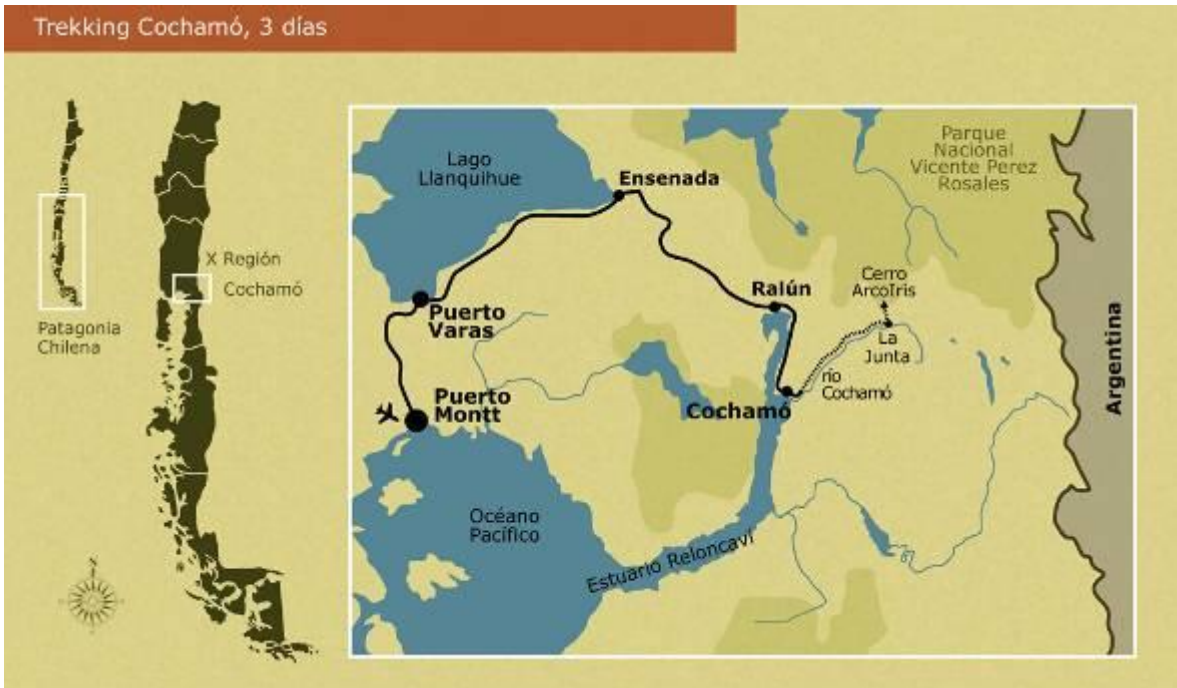 Trekking Cochamó, 3 días
X Región
Cochamó
Patagonia
Chilena
N
Lago
Llanquihue
Ensenada
Parque
Nacional
Vicente Perez
Rosales
Puerto
Varas
Ralún
Cerro
ArcoIris
La
Junta
río
Cochamó
Cochamó
Puerto
Montt
Argentina
Océano
Pacífico
Estuario Reloncaví